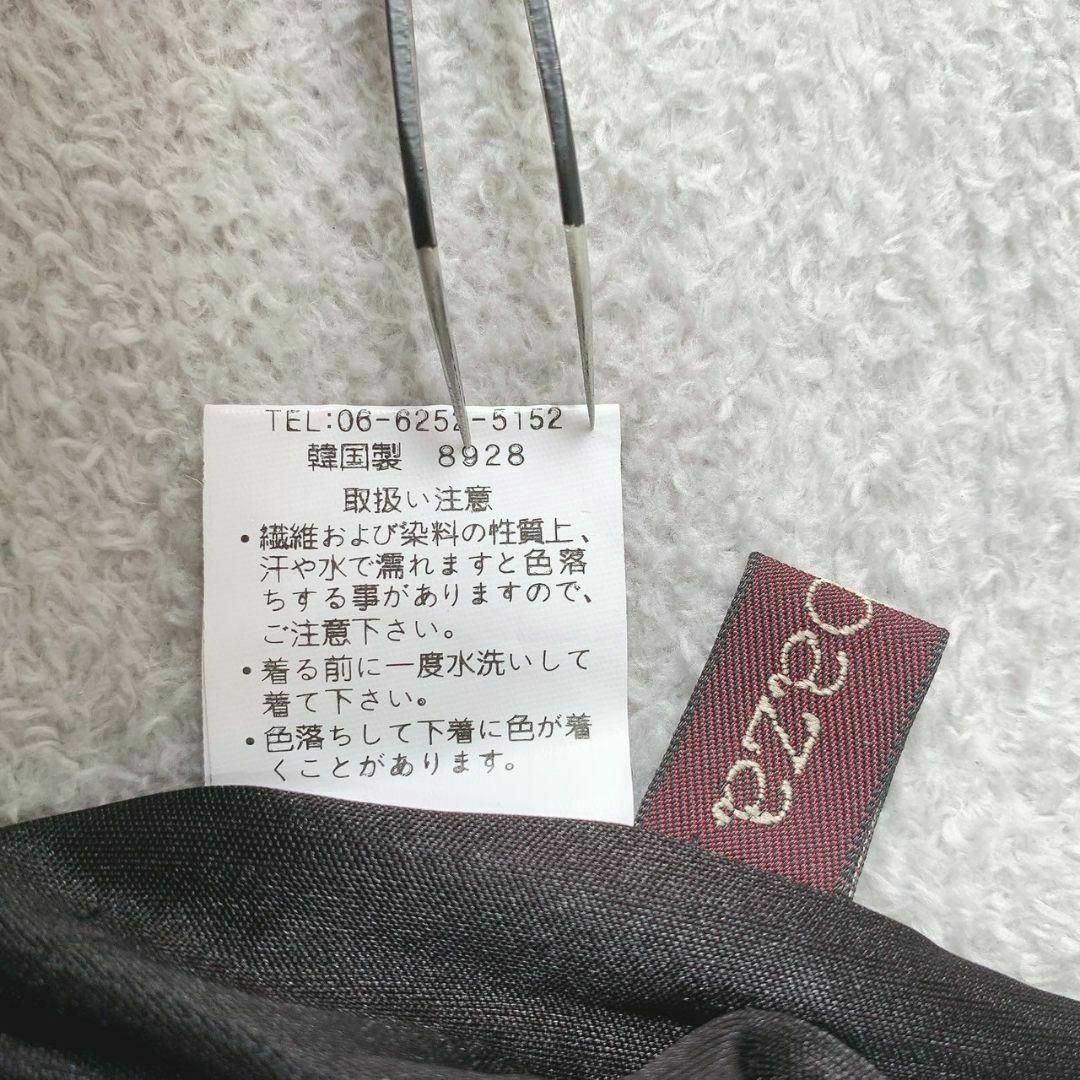 TEL:06-6252-5152
韓国製 8928
取扱い注意
・繊維および染料の性質上、
汗や水で濡れますと色落
ちする事がありますので、
ご注意下さい。
・着る前に一度水洗いして
着て下さい。
・色落ちして下着に色が着
くことがあります。